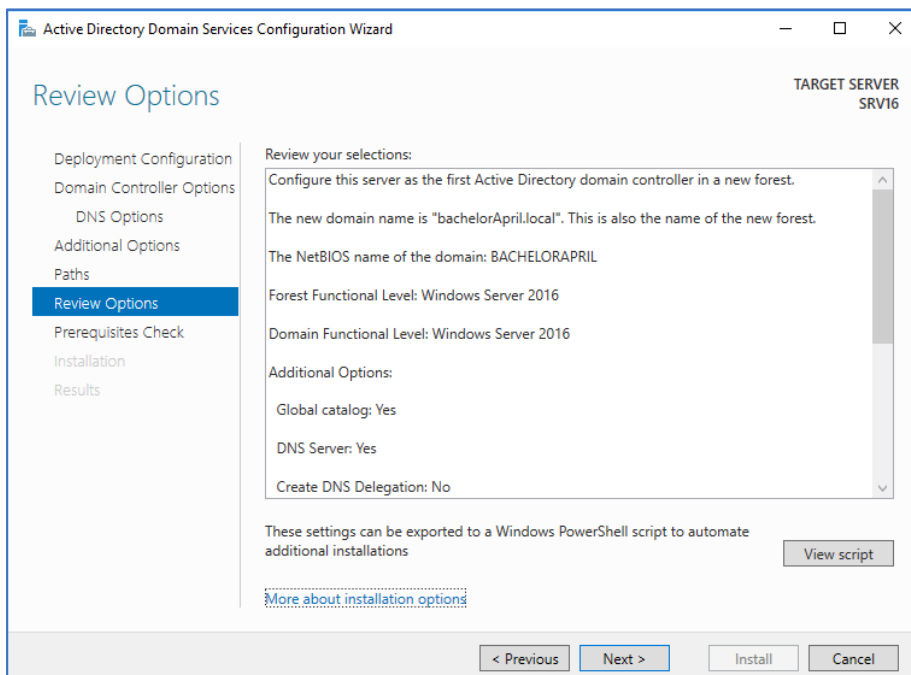 Active Directory Domain Services Configuration Wizard
Review Options
TARGET SERVER
SRV16
Deployment Configuration
Domain Controller Options
DNS Options
Additional Options
Paths
Review Options
Prerequisites Check
Installation
Results
Review your selections:
Configure this server as the first Active Directory domain controller in a new forest.
The new domain name is "bachelorApril.local". This is also the name of the new forest.
The NetBIOS name of the domain: BACHELORAPRIL
Forest Functional Level: Windows Server 2016
Domain Functional Level: Windows Server 2016
Additional Options:
Global catalog: Yes
DNS Server: Yes
Create DNS Delegation: No
These settings can be exported to a Windows PowerShell script to automate
additional installations
View script
More about installation options
< Previous
Next >
Install
Cancel